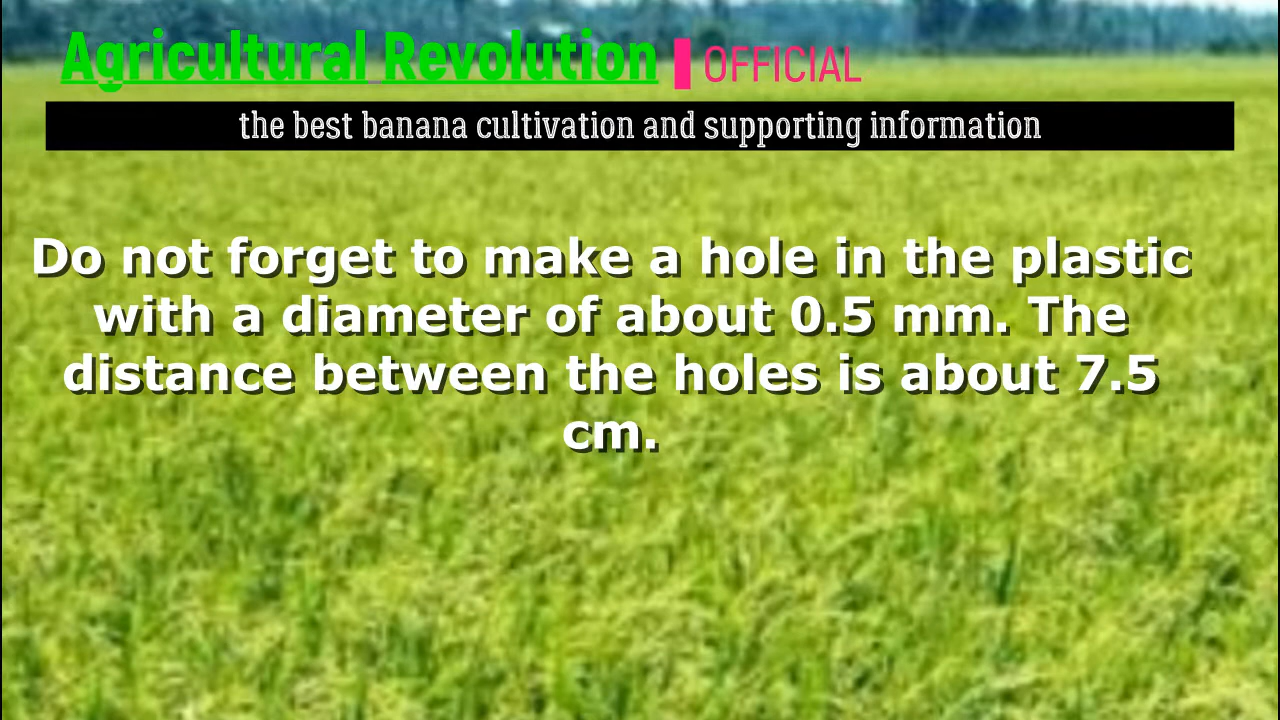 Agricultural Revolution OFFICIAL
the best banana cultivation and supporting information
Do not forget to make a hole in the plastic
with a diameter of about 0.5 mm. The
distance between the holes is about 7.5
cm.